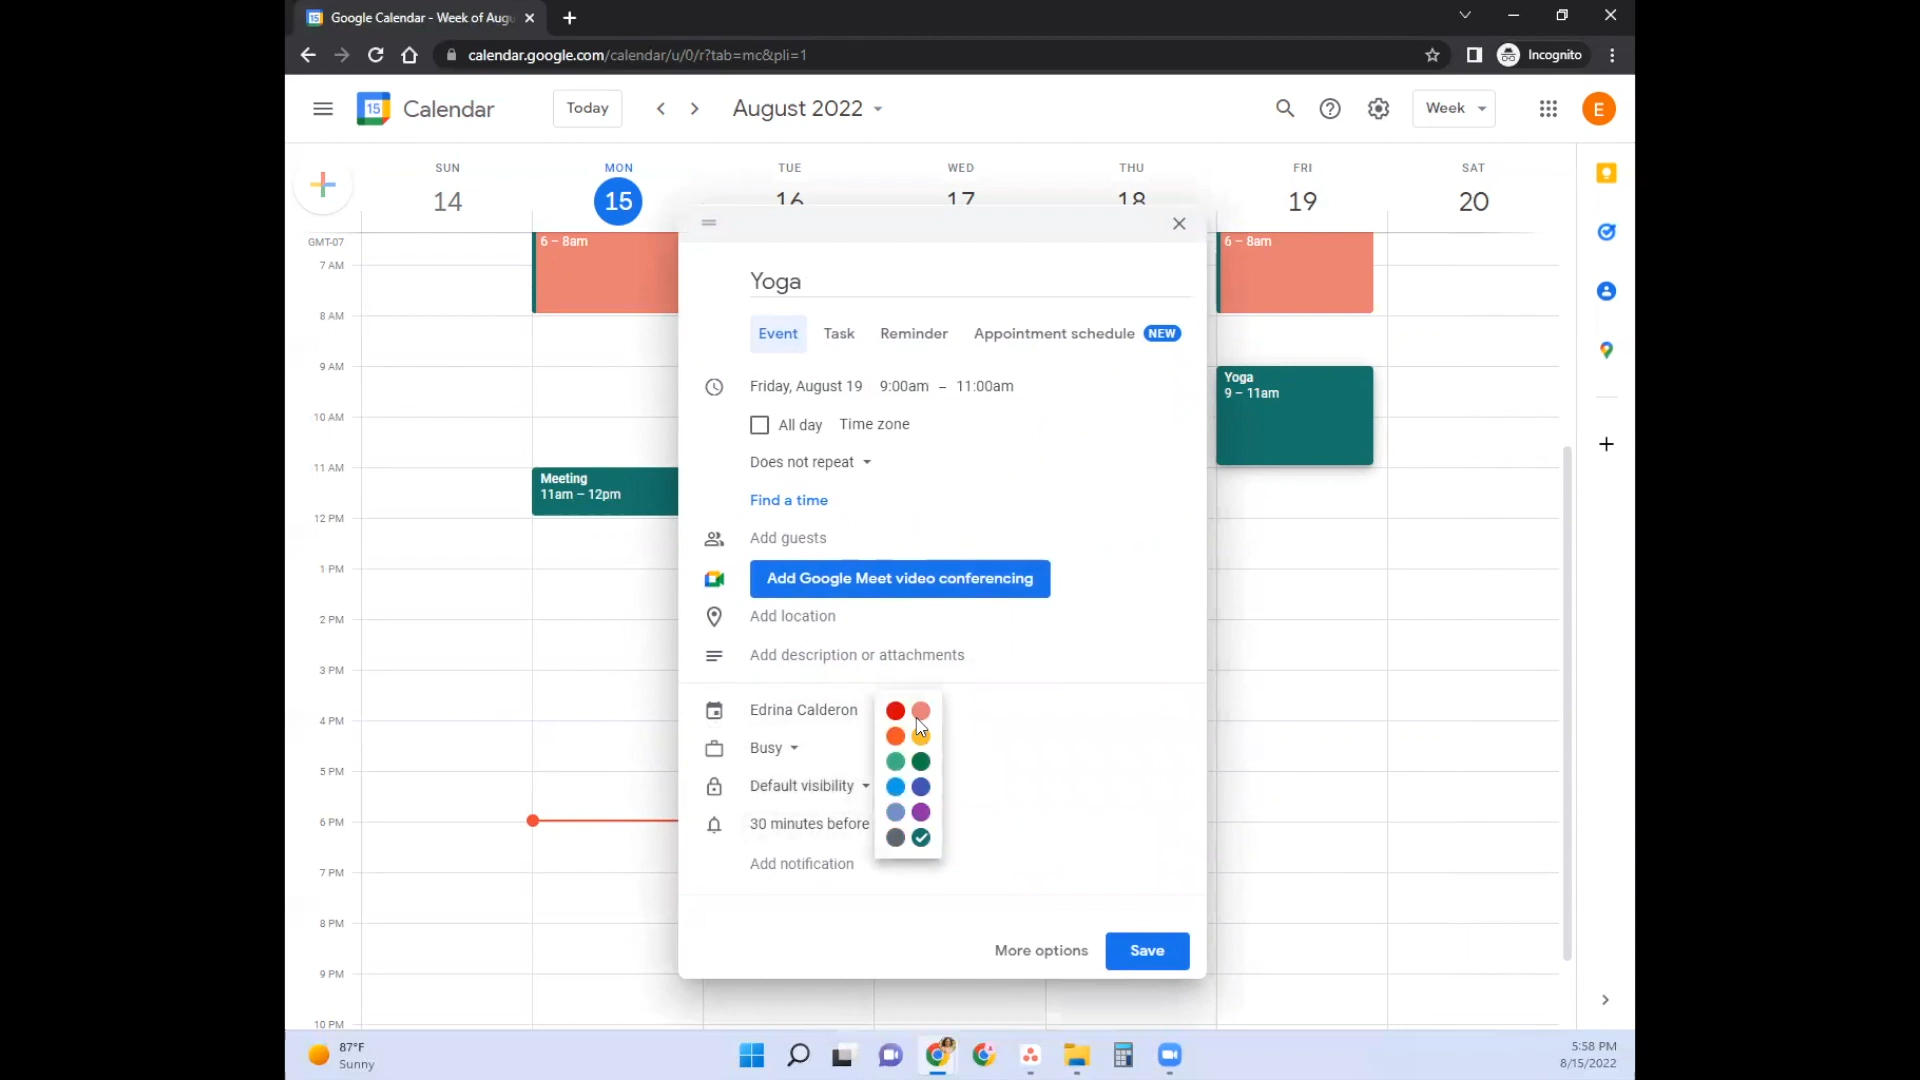 Google Calendar - Week of Augu
calendar.google.com/calendar/u/0/r?tab=mc&pli=1
Incognito
15 Calendar
Today
August 2022
Week
E
SUN MON TUE WED THU FRI SAT
14 15 16 17 18 19 20
GMT-07
7 AM
8 AM
9 AM
10 AM
11 AM
12 PM
1 PM
2 PM
3 PM
4 PM
5 PM
6 PM
7 PM
8 PM
9 PM
10 PM
6 – 8am
Meeting
11am – 12pm
Yoga
Event Task Reminder Appointment schedule NEW
Friday, August 19 9:00am – 11:00am
All day Time zone
Does not repeat
Find a time
Add guests
Add Google Meet video conferencing
Add location
Add description or attachments
Edrina Calderon
Busy
Default visibility
30 minutes before
Add notification
More options Save
6 – 8am
Yoga
9 – 11am
87°F
Sunny
5:58 PM
8/15/2022